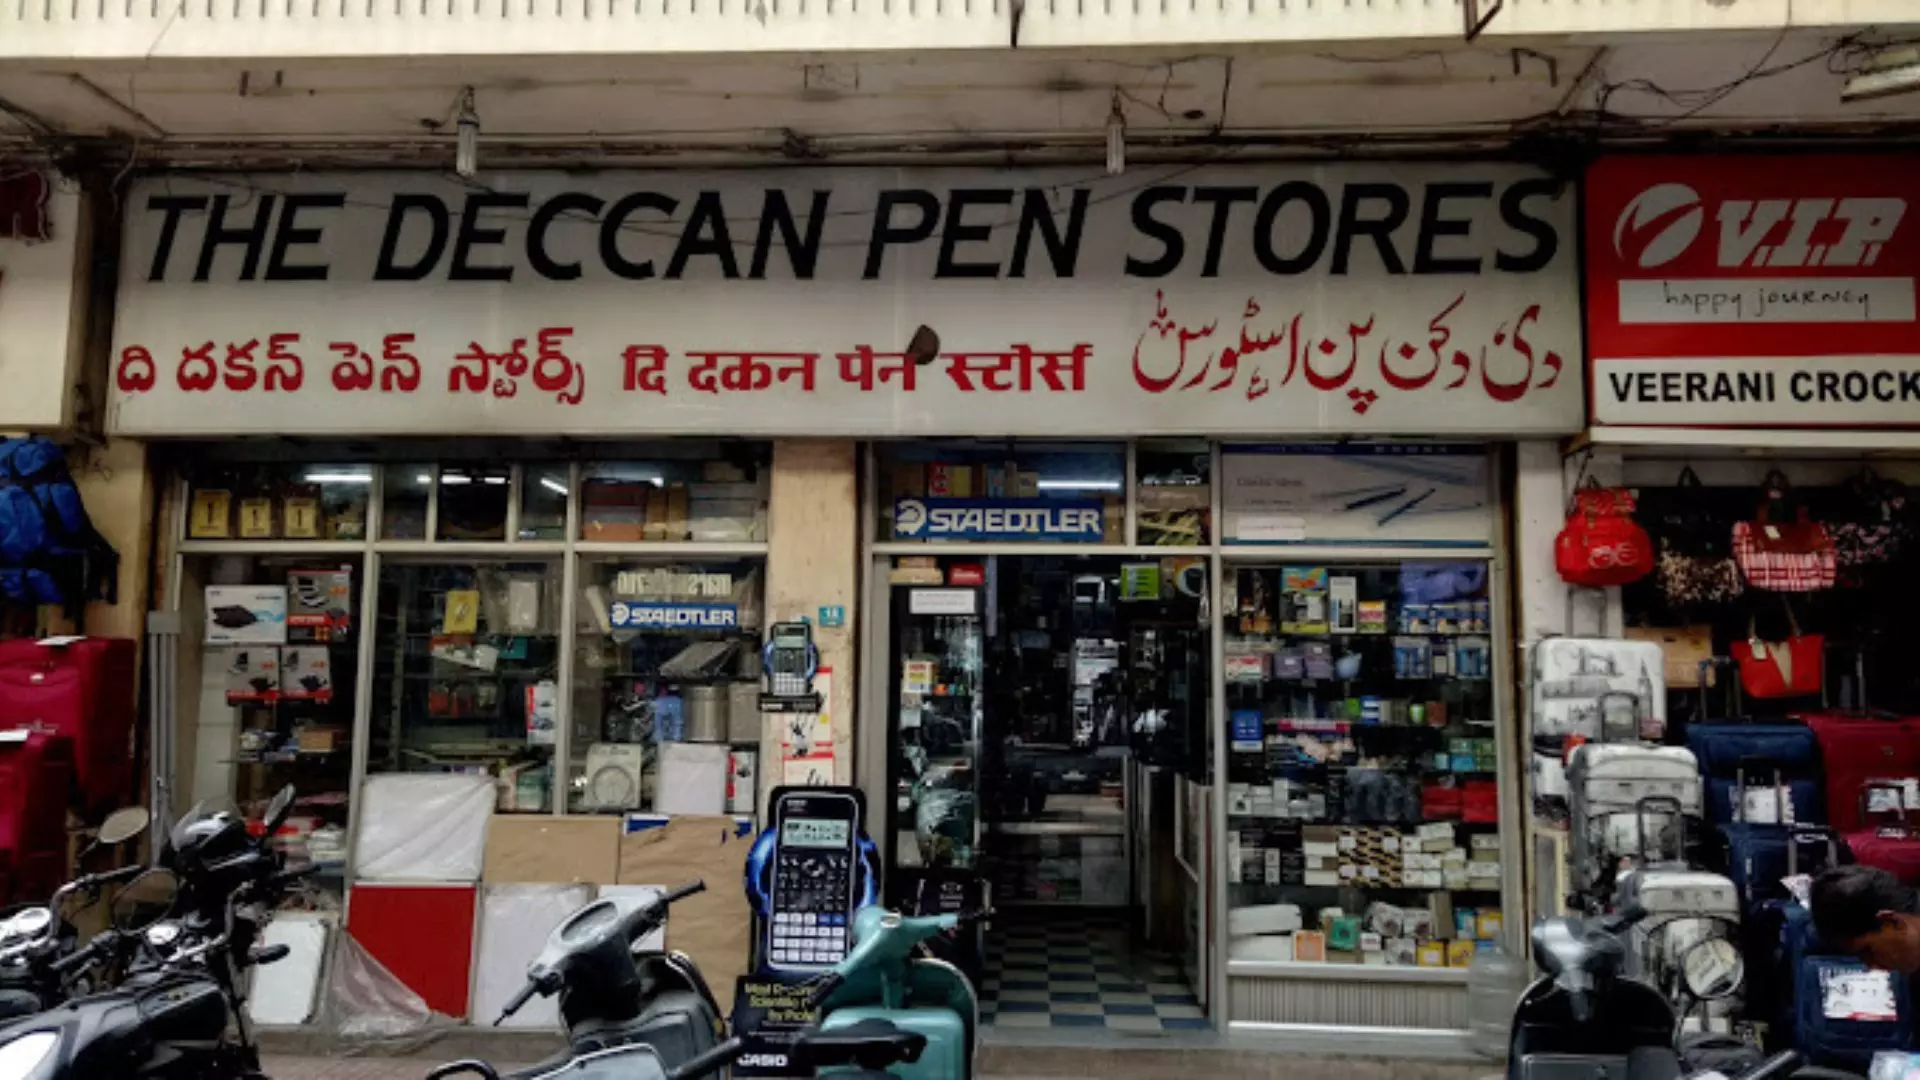 THE DECCAN PEN STORES
ది దకన్ పెన్ స్టోర్స్ दि दकन पेन स्टोर्स دی دکن پن اسٹورس
V.I.P.
happy journey
VEERANI CROCK
STAEDTLER
STAEDTLER
CASIO